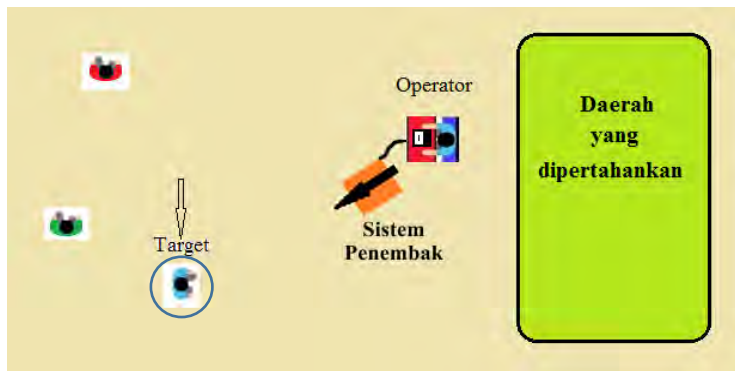 Operator
Daerah
yang
dipertahankan
Target
Sistem
Penembak